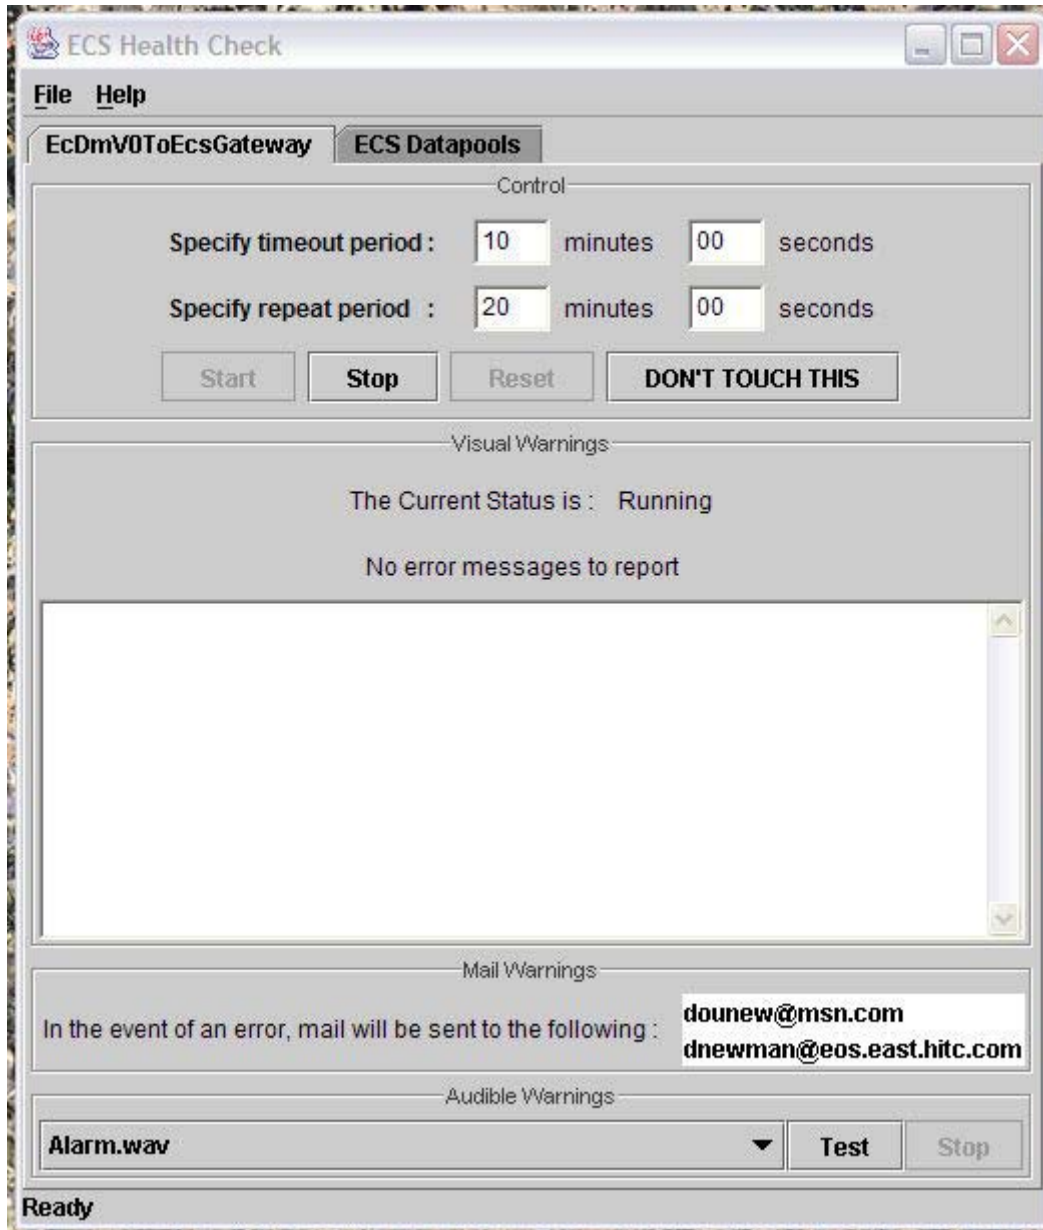 ECS Health Check
File Help
EcDmV0ToEcsGateway ECS Datapools
Control
Specify timeout period : 10 minutes 00 seconds
Specify repeat period : 20 minutes 00 seconds
Start Stop Reset DON'T TOUCH THIS
Visual Warnings
The Current Status is : Running
No error messages to report
Mail Warnings
In the event of an error, mail will be sent to the following :
dounew@msn.com
dnewman@eos.east.hitc.com
Audible Warnings
Alarm.wav Test Stop
Ready